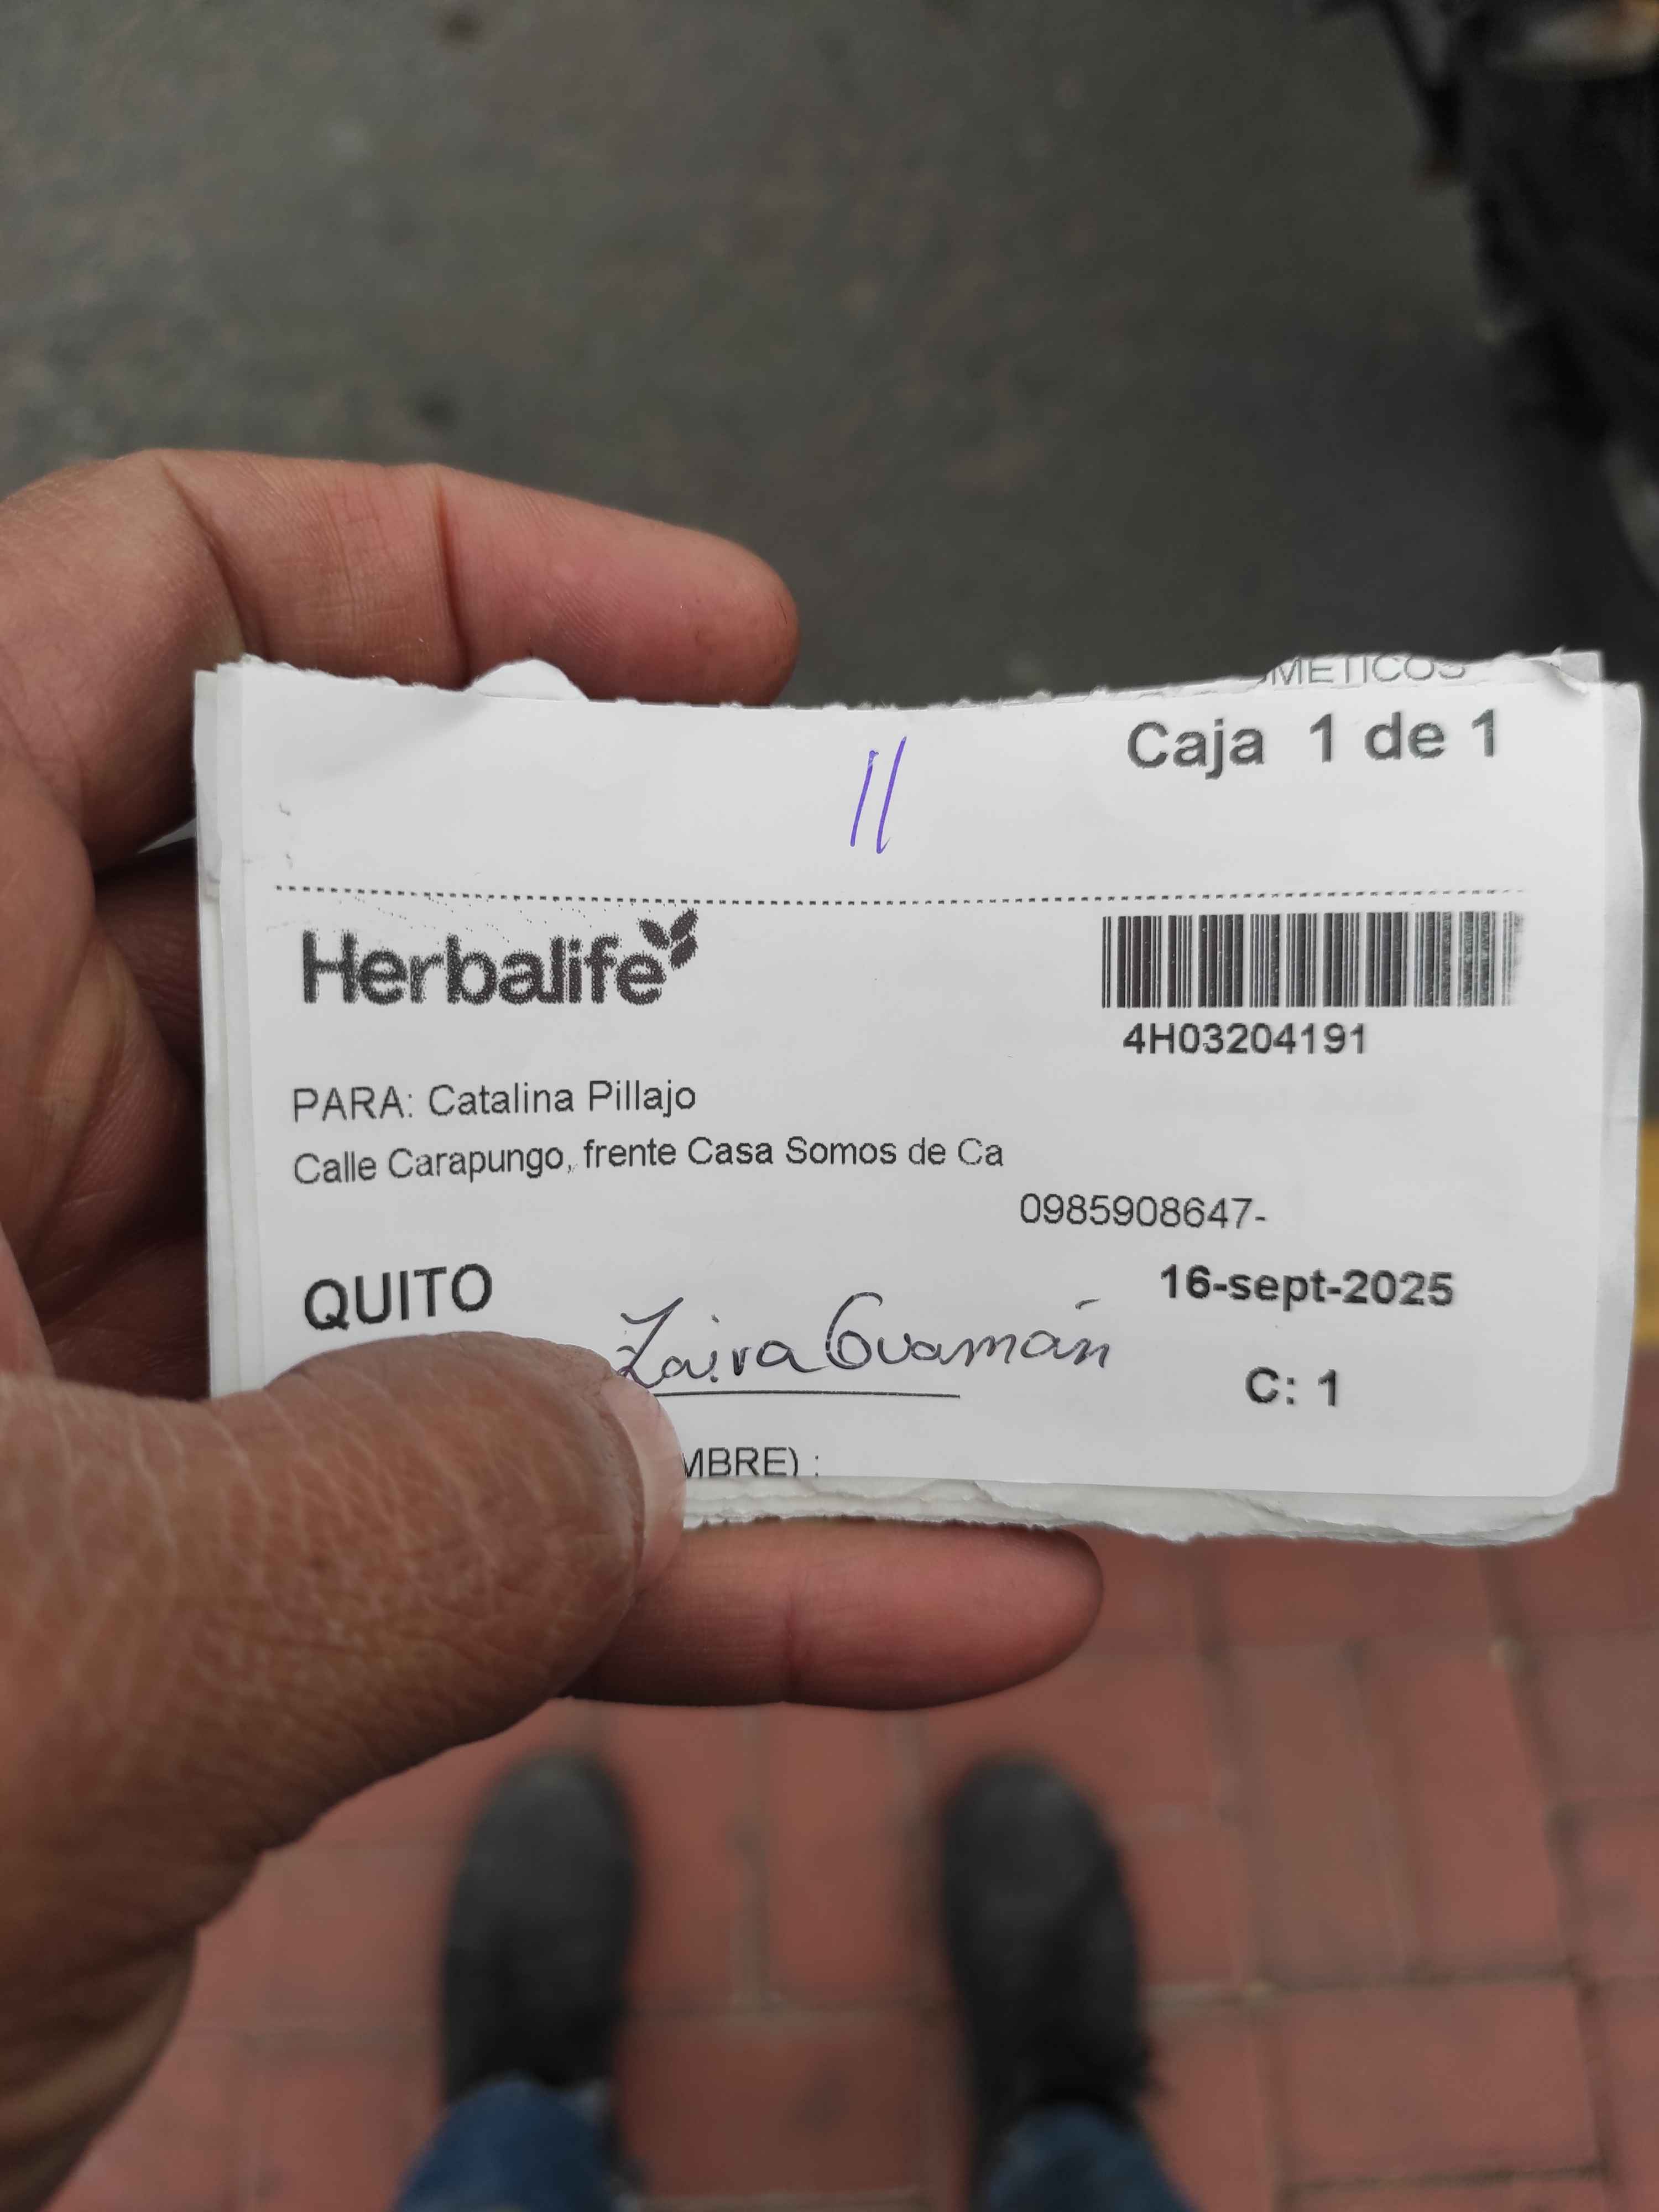 Caja 1 de 1
11
Herbalife
4H03204191
PARA: Catalina Pillajo
Calle Carapungo, frente Casa Somos de Ca
0985908647-
QUITO
16-sept-2025
Zaira Guamán
C: 1
MBRE) :